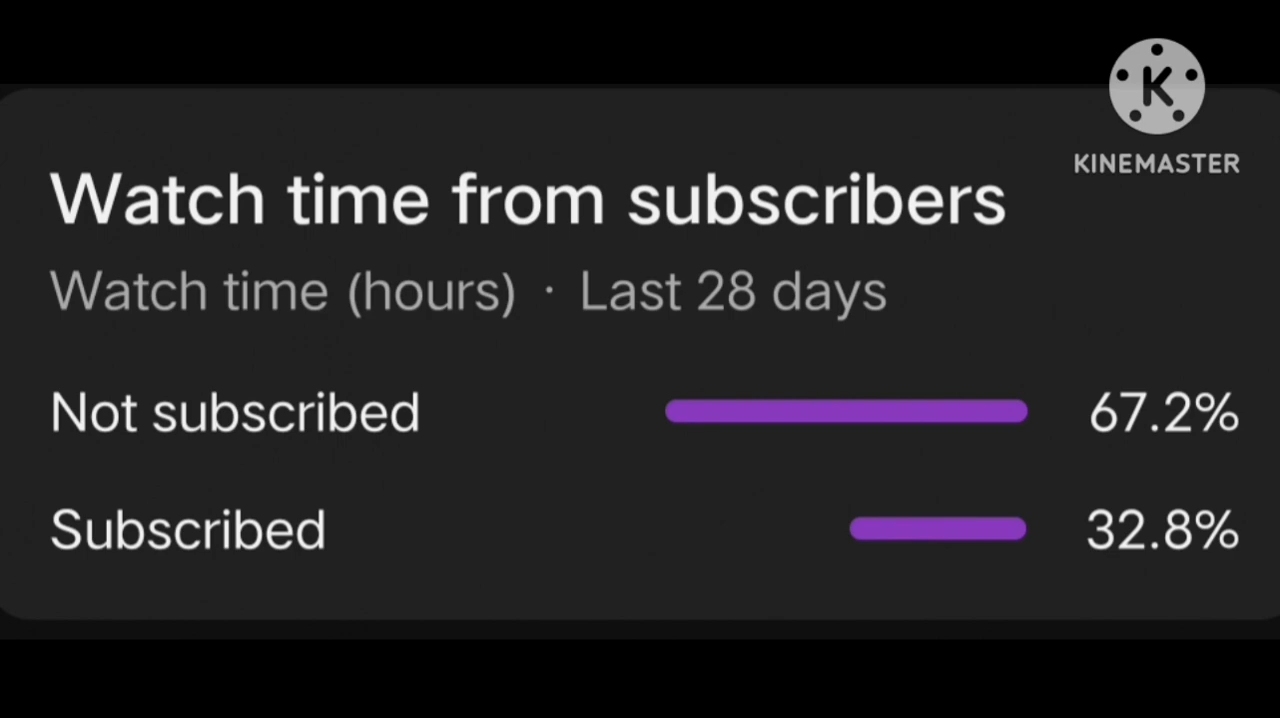 K
KINEMASTER
Watch time from subscribers
Watch time (hours) · Last 28 days
Not subscribed 67.2%
Subscribed 32.8%